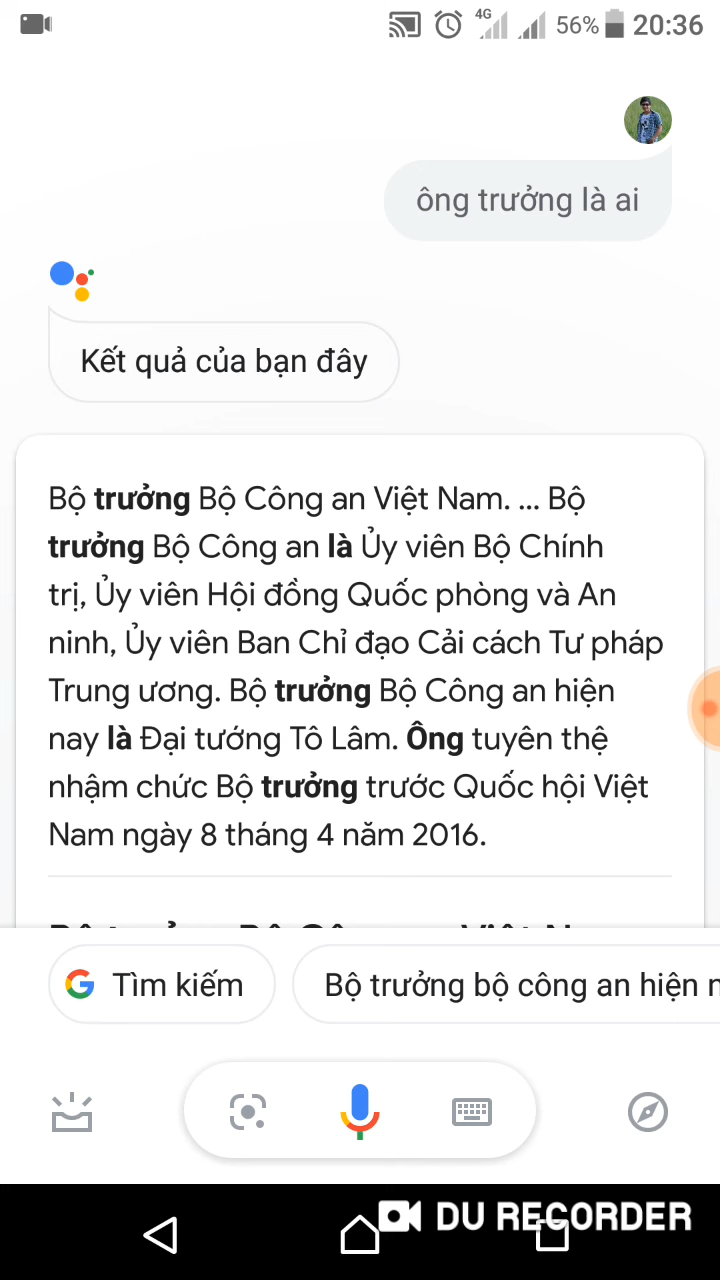 4G 56% 20:36
ông trưởng là ai
Kết quả của bạn đây
Bộ trưởng Bộ Công an Việt Nam. ... Bộ
trưởng Bộ Công an là Ủy viên Bộ Chính
trị, Ủy viên Hội đồng Quốc phòng và An
ninh, Ủy viên Ban Chỉ đạo Cải cách Tư pháp
Trung ương. Bộ trưởng Bộ Công an hiện
nay là Đại tướng Tô Lâm. Ông tuyên thệ
nhậm chức Bộ trưởng trước Quốc hội Việt
Nam ngày 8 tháng 4 năm 2016.
Tìm kiếm
Bộ trưởng bộ công an hiện
DU RECORDER